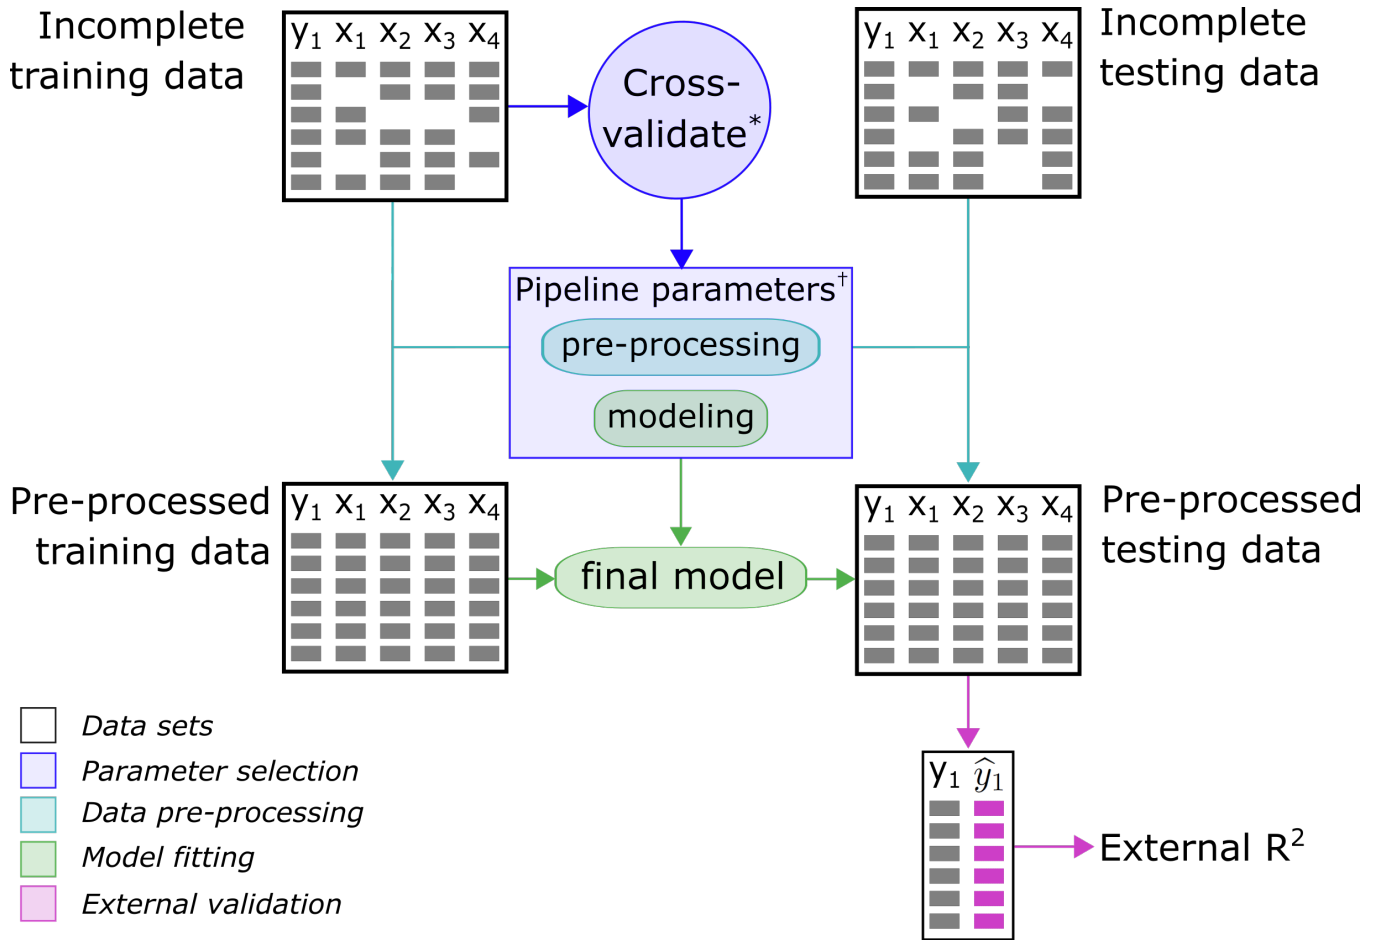 Incomplete
training data
y₁ x₁ x₂ x₃ x₄
Cross-
validate*
y₁ x₁ x₂ x₃ x₄
Incomplete
testing data
Pipeline parameters†
pre-processing
modeling
Pre-processed
training data
y₁ x₁ x₂ x₃ x₄
final model
y₁ x₁ x₂ x₃ x₄
Pre-processed
testing data
Data sets
Parameter selection
Data pre-processing
Model fitting
External validation
y₁ ŷ₁
External R²